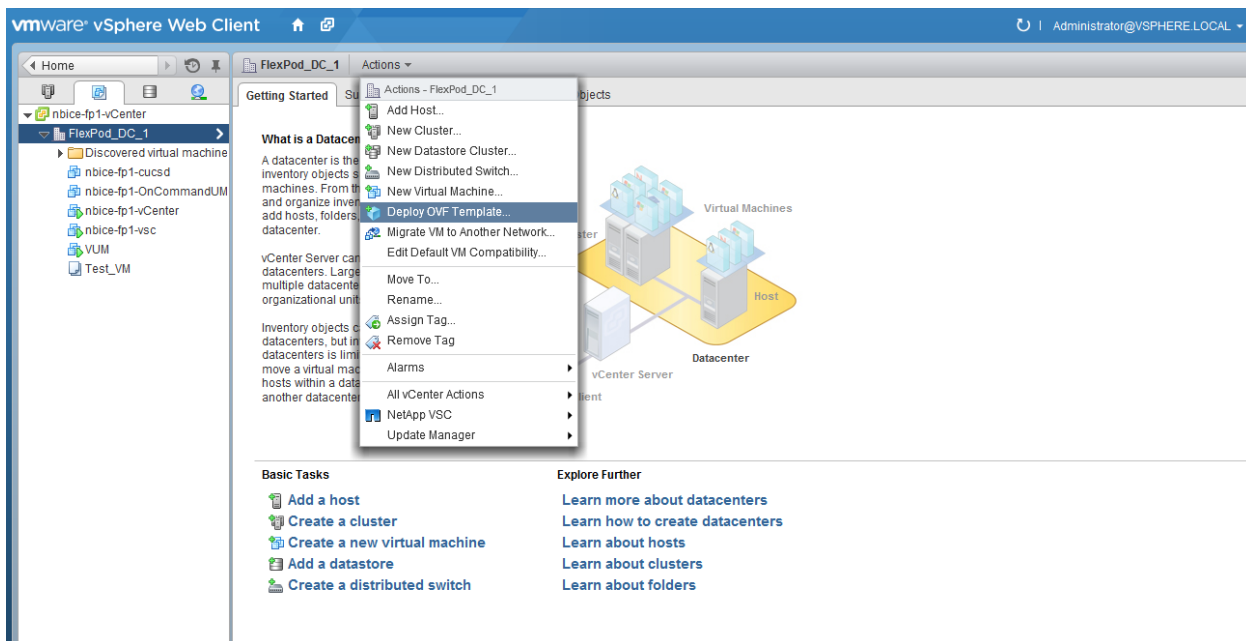 vmware® vSphere Web Client
Administrator@VSPHERE.LOCAL
Home
FlexPod_DC_1 Actions
Getting Started Su bjects
nbice-fp1-vCenter
FlexPod_DC_1
Discovered virtual machine
nbice-fp1-cucsd
nbice-fp1-OnCommandUM
nbice-fp1-vCenter
nbice-fp1-vsc
VUM
Test_VM
Actions - FlexPod_DC_1
Add Host...
New Cluster...
New Datastore Cluster...
New Distributed Switch...
New Virtual Machine...
Deploy OVF Template...
Migrate VM to Another Network...
Edit Default VM Compatibility...
Move To...
Rename...
Assign Tag...
Remove Tag
Alarms
All vCenter Actions
NetApp VSC
Update Manager
What is a Datacen
A datacenter is the
inventory objects s
machines. From th
and organize inven
add hosts, folders,
datacenter.
vCenter Server can
datacenters. Large
multiple datacente
organizational unit
Inventory objects c
datacenters, but in
datacenters is limi
move a virtual mac
hosts within a data
another datacente
Virtual Machines
ster
Host
Datacenter
vCenter Server
lient
Basic Tasks
Add a host
Create a cluster
Create a new virtual machine
Add a datastore
Create a distributed switch
Explore Further
Learn more about datacenters
Learn how to create datacenters
Learn about hosts
Learn about clusters
Learn about folders